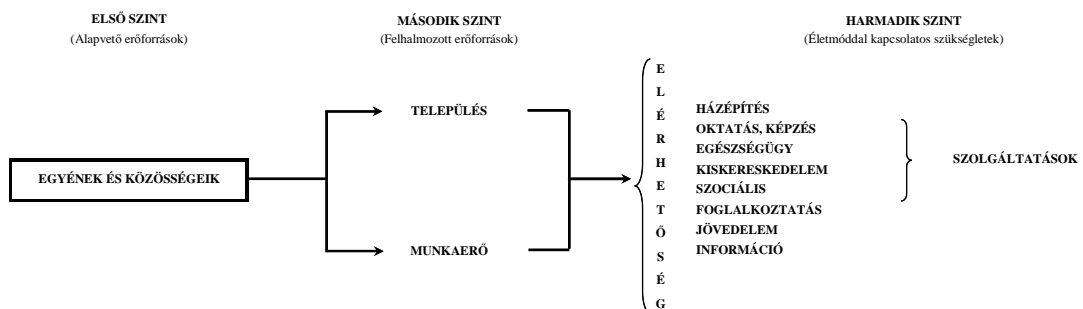 ELSŐ SZINT
(Alapvető erőforrások)
MÁSODIK SZINT
(Felhalmozott erőforrások)
HARMADIK SZINT
(Életmóddal kapcsolatos szükségletek)
EGYÉNEK ÉS KÖZÖSSÉGEIK
TELEPÜLÉS
MUNKAERŐ
E
L
É
R
H
E
T
Ő
S
É
G
HÁZÉPÍTÉS
OKTATÁS, KÉPZÉS
EGÉSZSÉGÜGY
KISKERESKEDELEM
SZOCIÁLIS
FOGLALKOZTATÁS
JÖVEDELEM
INFORMÁCIÓ
SZOLGÁLTATÁSOK